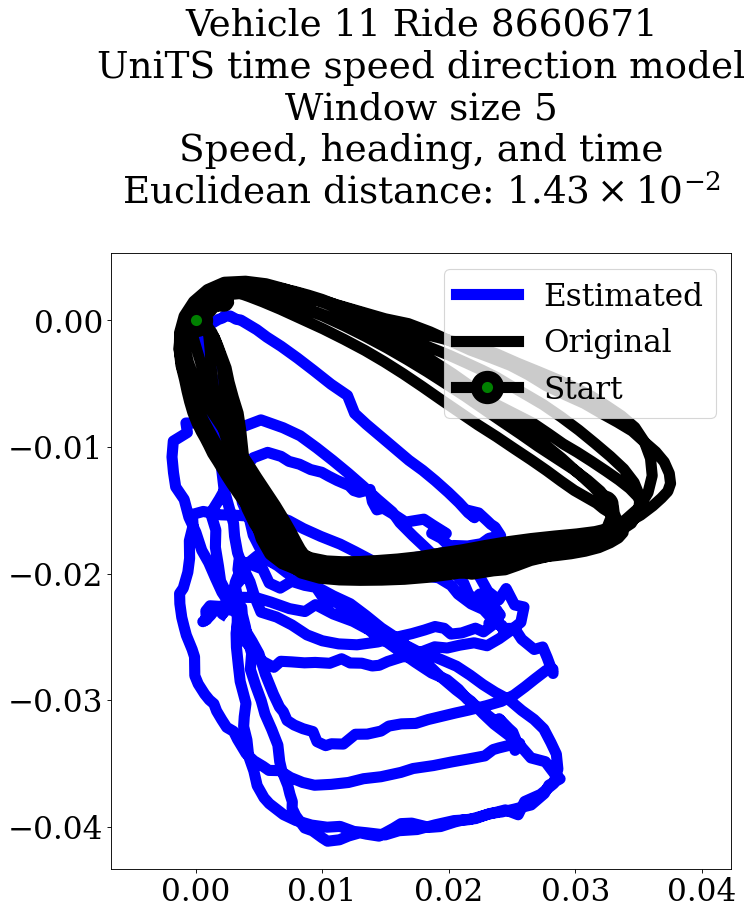 Vehicle 11 Ride 8660671
UniTS time speed direction model
Window size 5
Speed, heading, and time
Euclidean distance: 1.43 × 10⁻²
Estimated
Original
Start
0.00
−0.01
−0.02
−0.03
−0.04
0.00 0.01 0.02 0.03 0.04